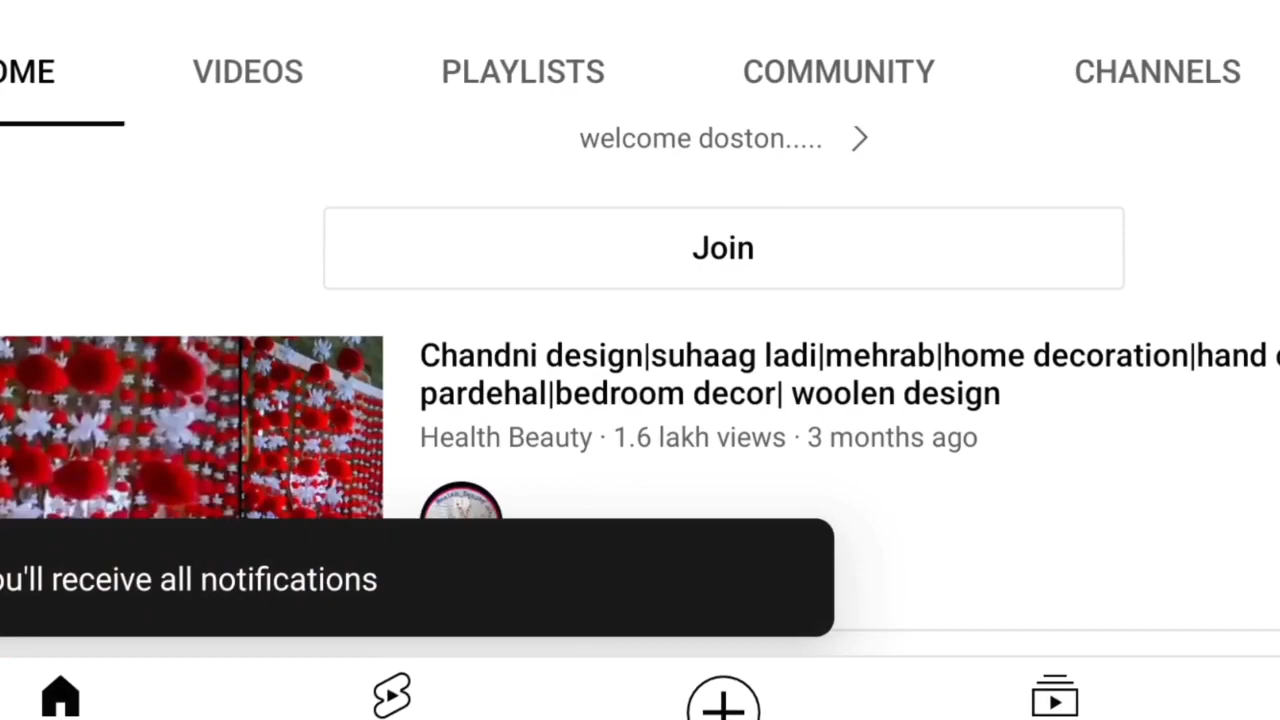 OME VIDEOS PLAYLISTS COMMUNITY CHANNELS
welcome doston.....
Join
Chandni design|suhaag ladi|mehrab|home decoration|hand
pardehal|bedroom decor| woolen design
Health Beauty · 1.6 lakh views · 3 months ago
ou'll receive all notifications